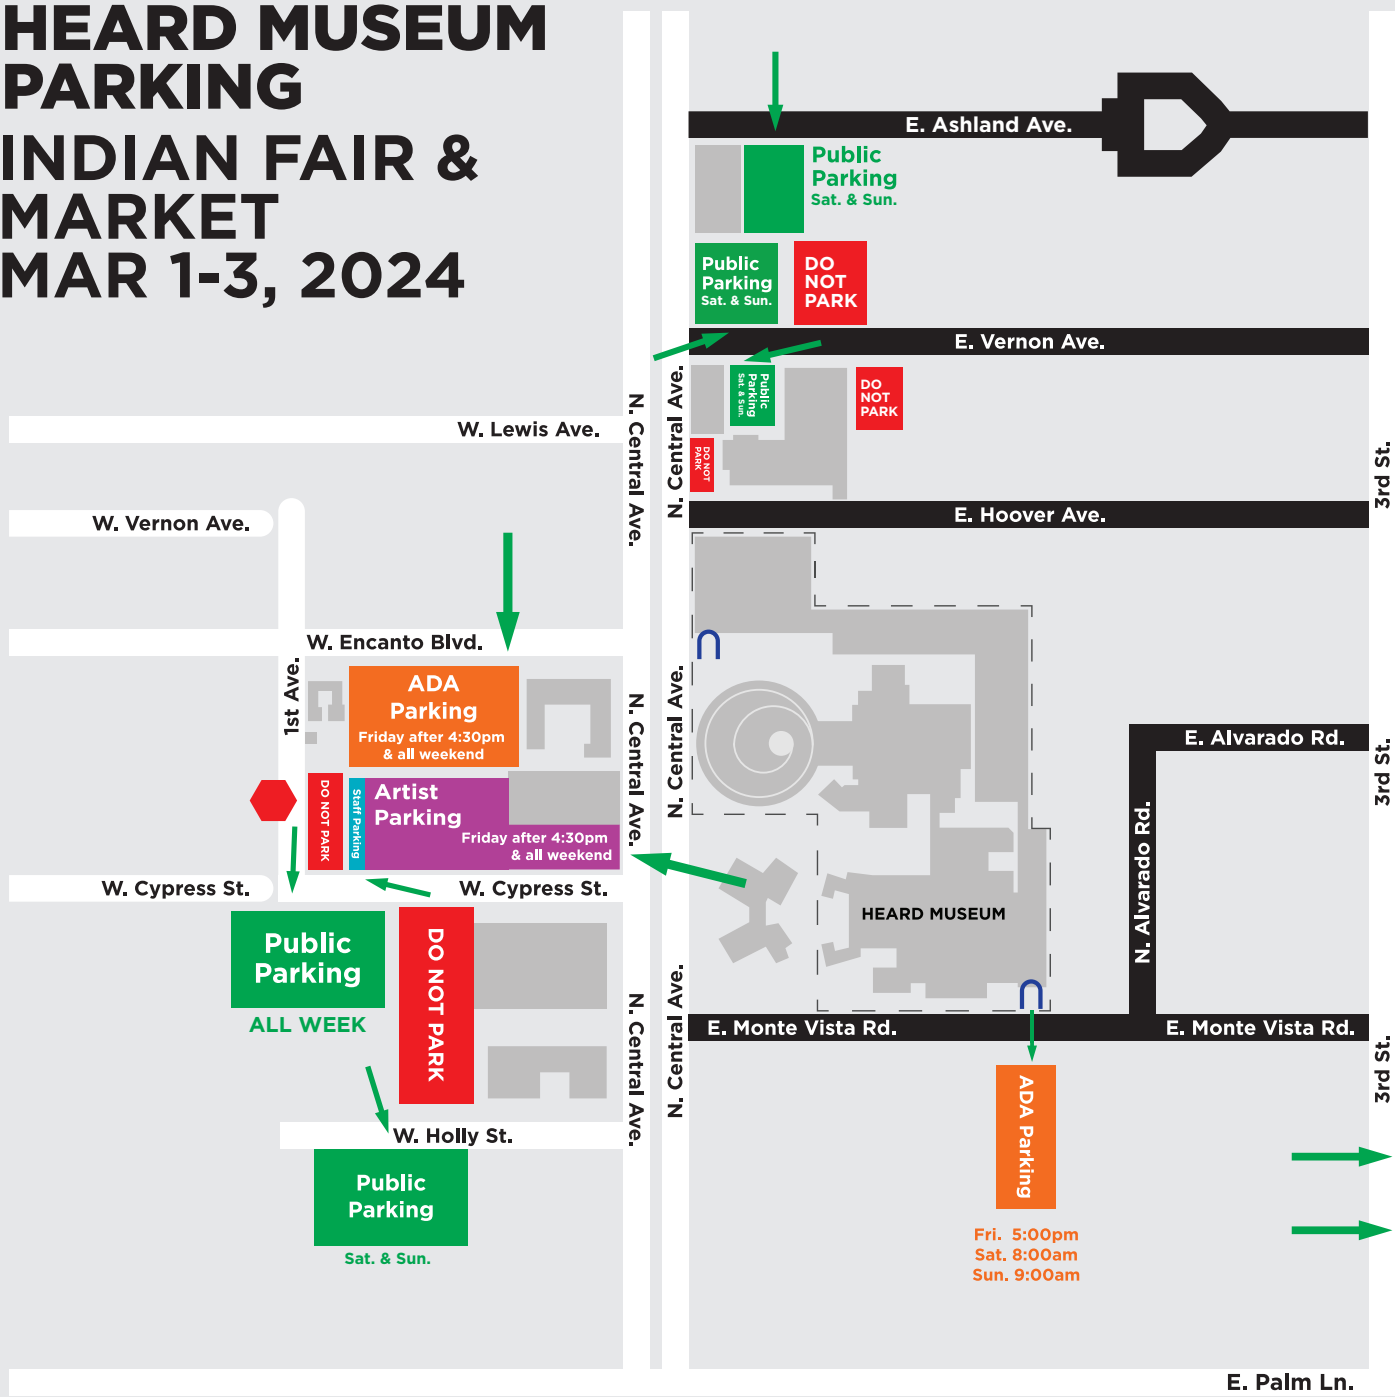 HEARD MUSEUM
PARKING
INDIAN FAIR &
MARKET
MAR 1-3, 2024
E. Ashland Ave.
Public
Parking
Sat. & Sun.
Public
Parking
Sat. & Sun.
DO
NOT
PARK
E. Vernon Ave.
Public
Parking
Sat. & Sun.
DO
NOT
PARK
DO NOT
PARK
N. Central Ave.
N. Central Ave.
3rd St.
W. Lewis Ave.
W. Vernon Ave.
E. Hoover Ave.
W. Encanto Blvd.
1st Ave.
ADA
Parking
Friday after 4:30pm
& all weekend
N. Central Ave.
N. Central Ave.
E. Alvarado Rd.
3rd St.
DO NOT PARK
Staff Parking
Artist
Parking
Friday after 4:30pm
& all weekend
N. Alvarado Rd.
W. Cypress St.
W. Cypress St.
HEARD MUSEUM
Public
Parking
ALL WEEK
DO NOT PARK
N. Central Ave.
N. Central Ave.
E. Monte Vista Rd.
E. Monte Vista Rd.
3rd St.
W. Holly St.
ADA Parking
Public
Parking
Sat. & Sun.
Fri. 5:00pm
Sat. 8:00am
Sun. 9:00am
E. Palm Ln.